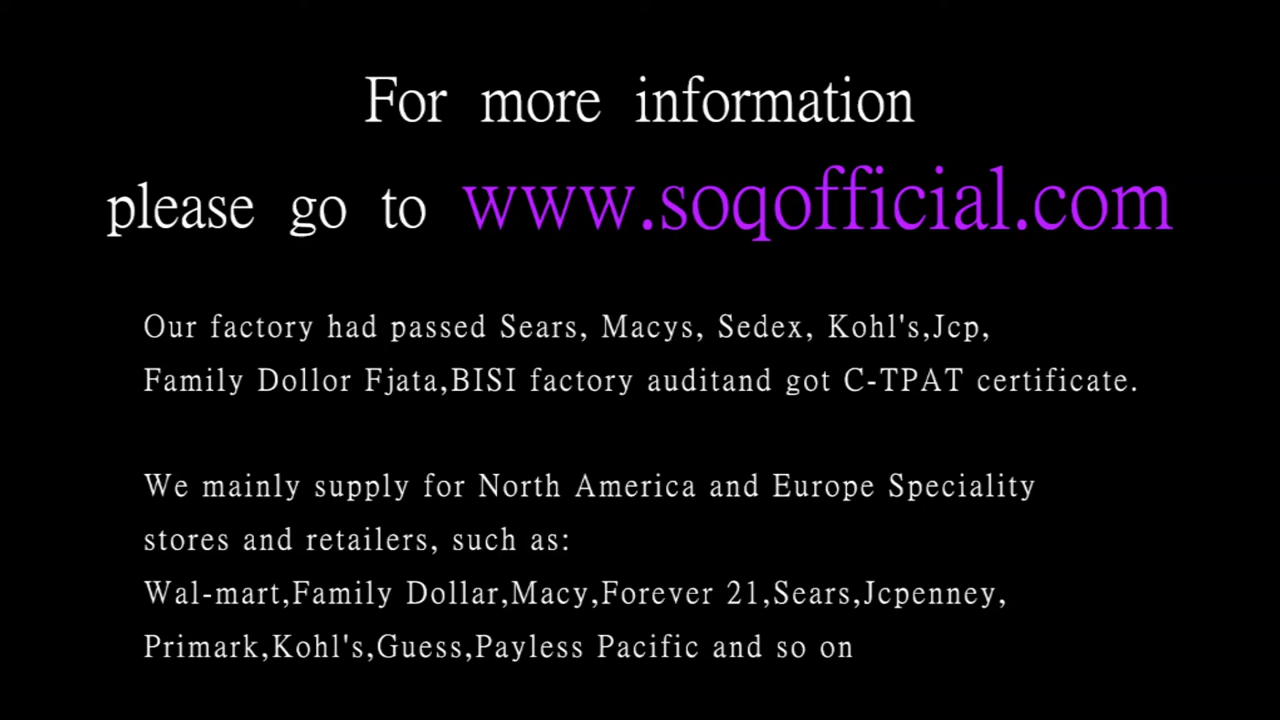 For more information
please go to www.soqofficial.com
Our factory had passed Sears, Macys, Sedex, Kohl's,Jcp,
Family Dollor Fjata,BISI factory auditand got C-TPAT certificate.
We mainly supply for North America and Europe Speciality
stores and retailers, such as:
Wal-mart,Family Dollar,Macy,Forever 21,Sears,Jcpenney,
Primark,Kohl's,Guess,Payless Pacific and so on